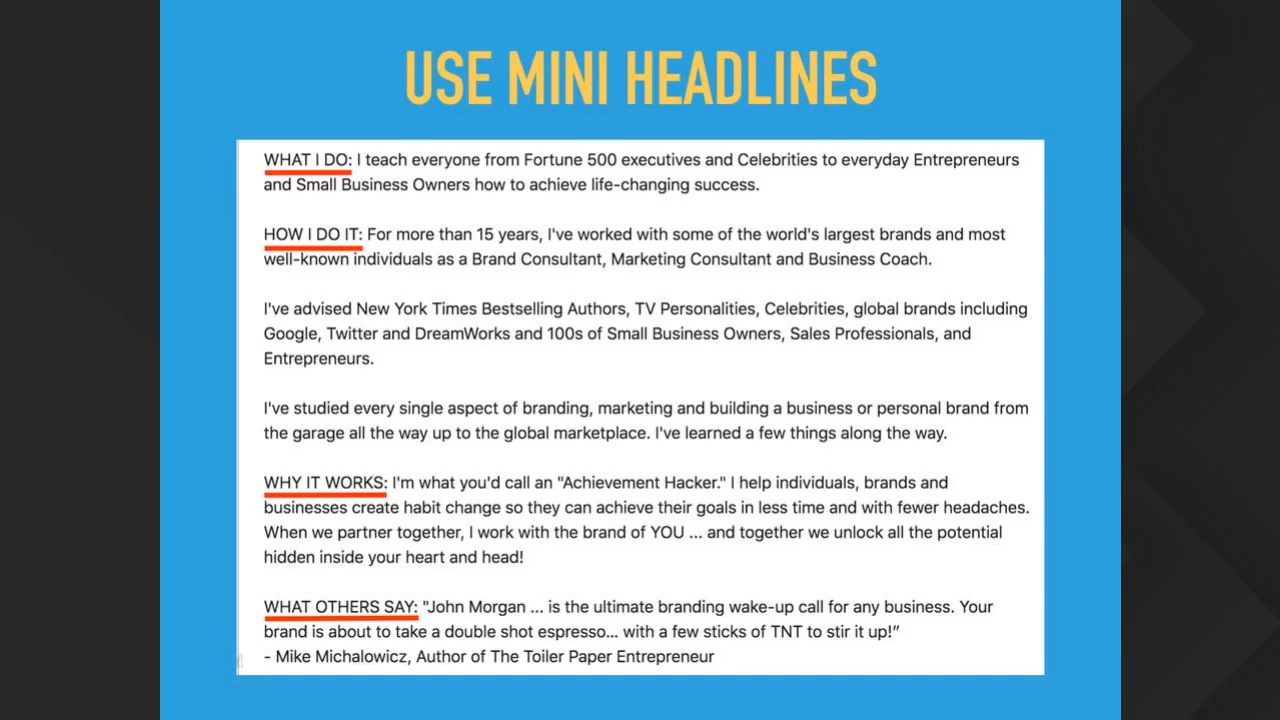 USE MINI HEADLINES
WHAT I DO: I teach everyone from Fortune 500 executives and Celebrities to everyday Entrepreneurs
and Small Business Owners how to achieve life-changing success.
HOW I DO IT: For more than 15 years, I've worked with some of the world's largest brands and most
well-known individuals as a Brand Consultant, Marketing Consultant and Business Coach.
I've advised New York Times Bestselling Authors, TV Personalities, Celebrities, global brands including
Google, Twitter and DreamWorks and 100s of Small Business Owners, Sales Professionals, and
Entrepreneurs.
I've studied every single aspect of branding, marketing and building a business or personal brand from
the garage all the way up to the global marketplace. I've learned a few things along the way.
WHY IT WORKS: I'm what you'd call an "Achievement Hacker." I help individuals, brands and
businesses create habit change so they can achieve their goals in less time and with fewer headaches.
When we partner together, I work with the brand of YOU ... and together we unlock all the potential
hidden inside your heart and head!
WHAT OTHERS SAY: "John Morgan ... is the ultimate branding wake-up call for any business. Your
brand is about to take a double shot espresso... with a few sticks of TNT to stir it up!”
- Mike Michalowicz, Author of The Toiler Paper Entrepreneur